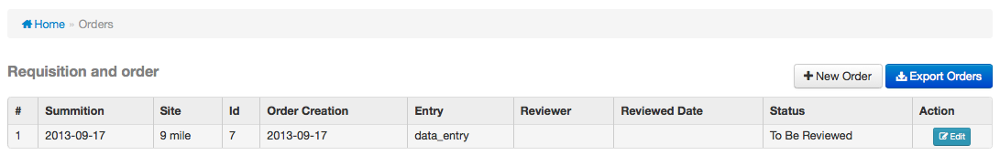 Home » Orders
Requisition and order
New Order Export Orders
# Summition Site Id Order Creation Entry Reviewer Reviewed Date Status Action
1 2013-09-17 9 mile 7 2013-09-17 data_entry To Be Reviewed Edit